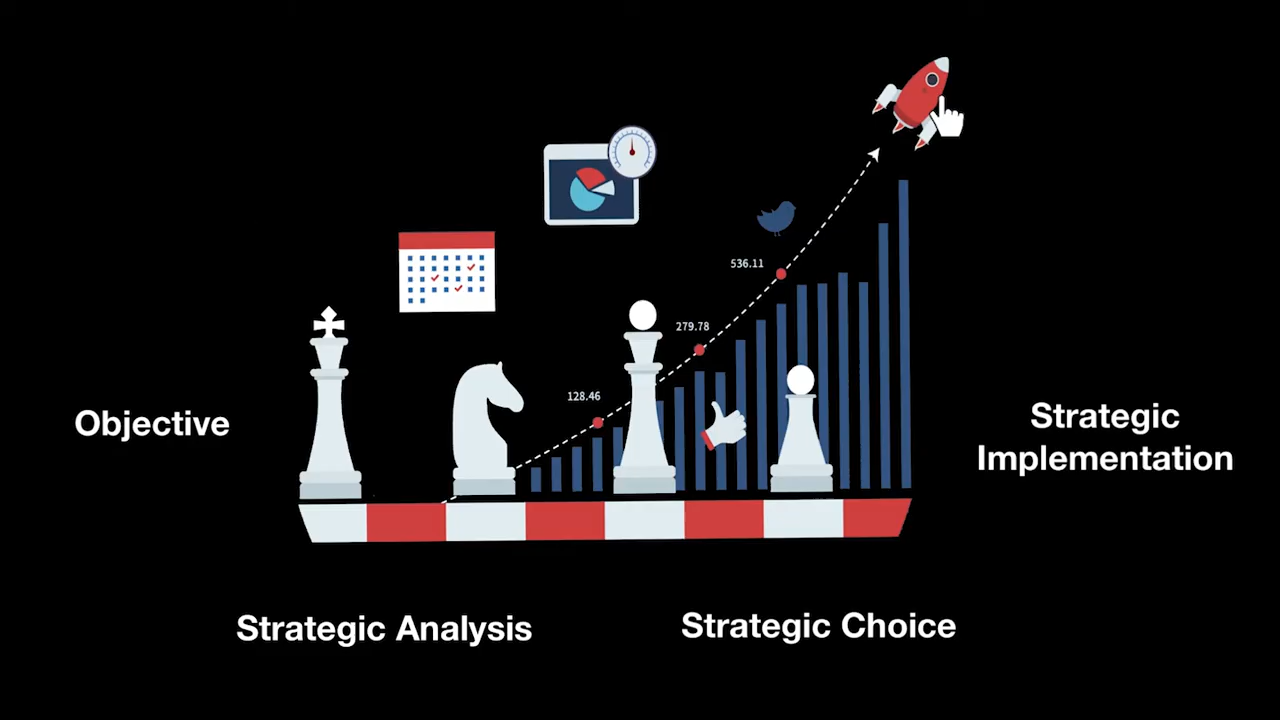 536.11
279.78
128.46
Objective
Strategic
Implementation
Strategic Analysis
Strategic Choice